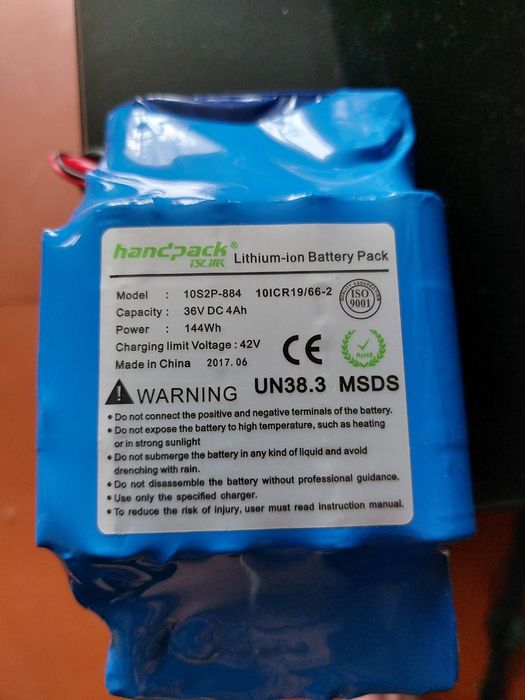 handpack® Lithium-ion Battery Pack
汉派
Model : 10S2P-884 10ICR19/66-2
Capacity : 36V DC 4Ah
Power : 144Wh
Charging limit Voltage : 42V
Made in China 2017.06
ISO
9001
CE
RoHS
WARNING UN38.3 MSDS
• Do not connect the positive and negative terminals of the battery.
• Do not expose the battery to high temperature, such as heating
or in strong sunlight
• Do not submerge the battery in any kind of liquid and avoid
drenching with rain.
• Do not disassemble the battery without professional guidance.
• Use only the specified charger.
• To reduce the risk of injury, user must read instruction manual.